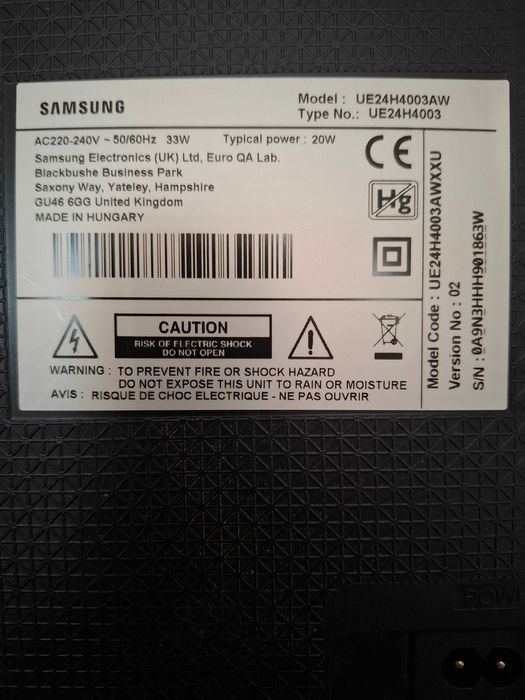 SAMSUNG
Model : UE24H4003AW
Type No.: UE24H4003
AC220-240V ~ 50/60Hz 33W Typical power : 20W
Samsung Electronics (UK) Ltd, Euro QA Lab.
Blackbushe Business Park
Saxony Way, Yateley, Hampshire
GU46 6GG United Kingdom
MADE IN HUNGARY
CE
Hg
CAUTION
RISK OF ELECTRIC SHOCK
DO NOT OPEN
WARNING : TO PREVENT FIRE OR SHOCK HAZARD
DO NOT EXPOSE THIS UNIT TO RAIN OR MOISTURE
AVIS : RISQUE DE CHOC ELECTRIQUE - NE PAS OUVRIR
Model Code : UE24H4003AWXXU
Version No : 02
S/N : 0A9N3HHH901863W